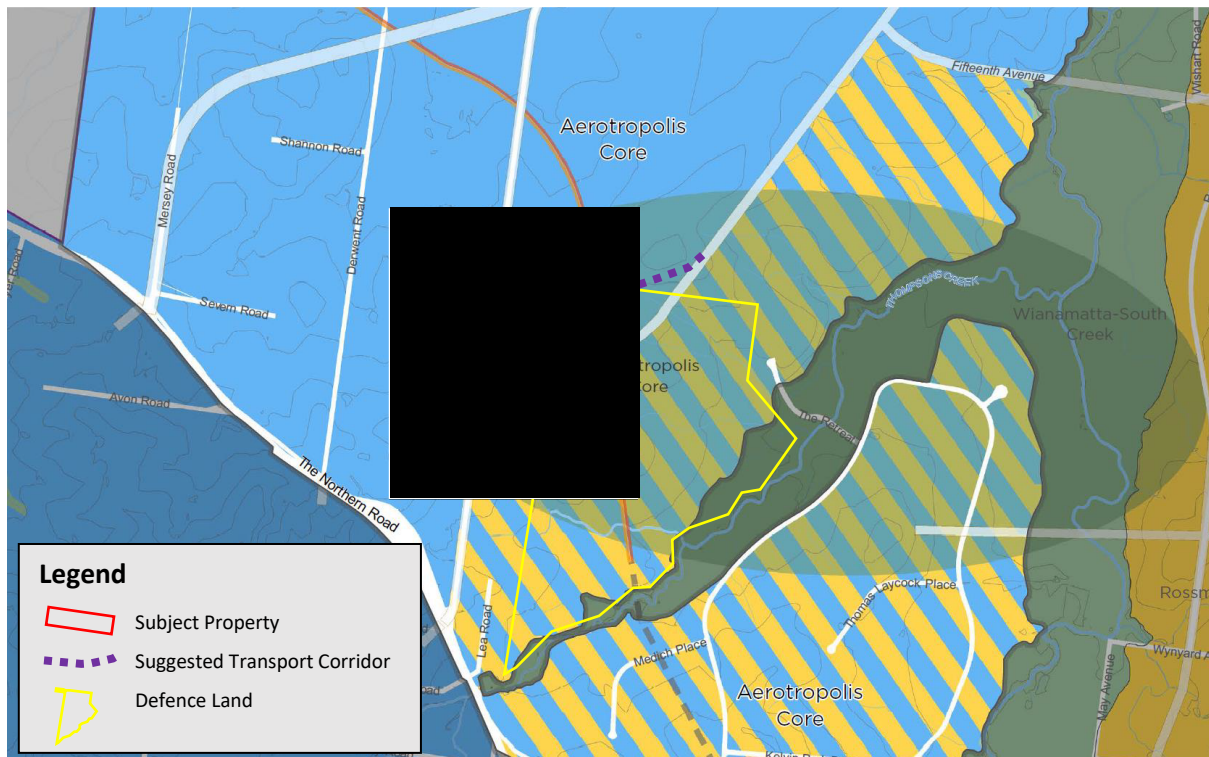 Fifteenth Avenue
Wishart Road
Aerotropolis
Core
Shannon Road
Mersey Road
Derwent Road
Severn Road
THOMPSONS CREEK
Wianamatta-South
Creek
tropolis
ore
Avon Road
The Retreat
The Northern Road
Lea Road
Thomas Laycock Place
Medich Place
Rossm
Wynyard A
May Avenue
Aerotropolis
Core
Legend
Subject Property
Suggested Transport Corridor
Defence Land